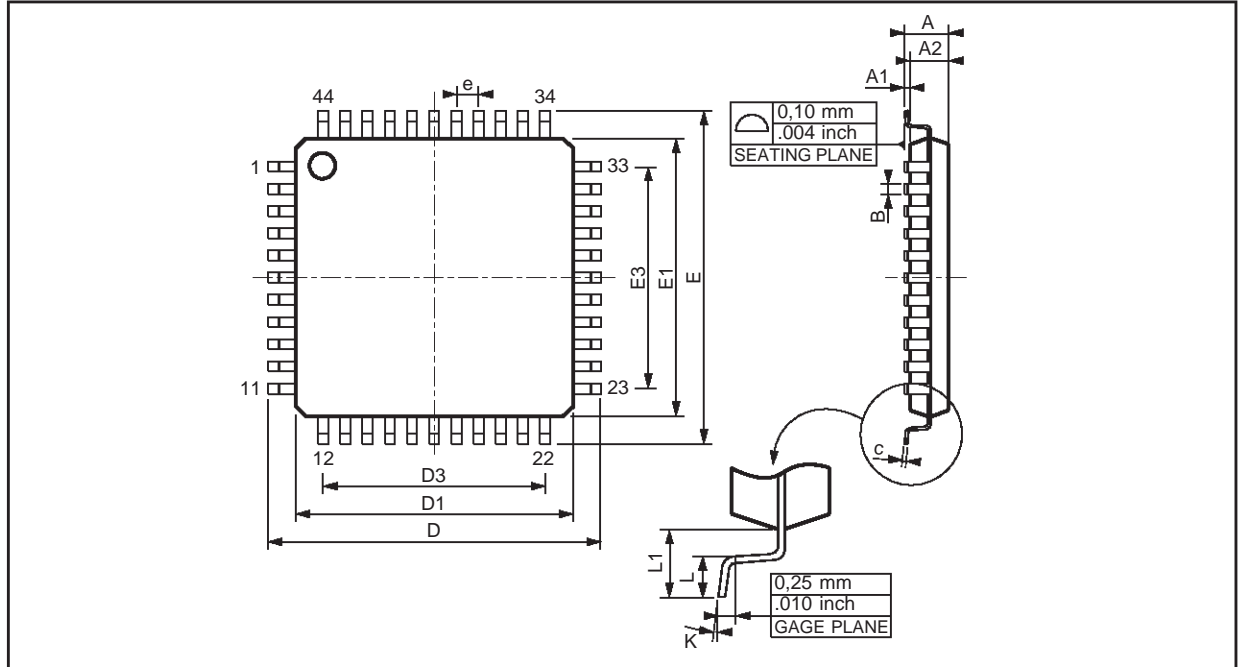 A
A2
A1
e
44
34
0,10 mm
.004 inch
SEATING PLANE
1
33
B
E3
E1
E
11
23
12
22
c
D3
D1
D
L1
L
0,25 mm
.010 inch
GAGE PLANE
K